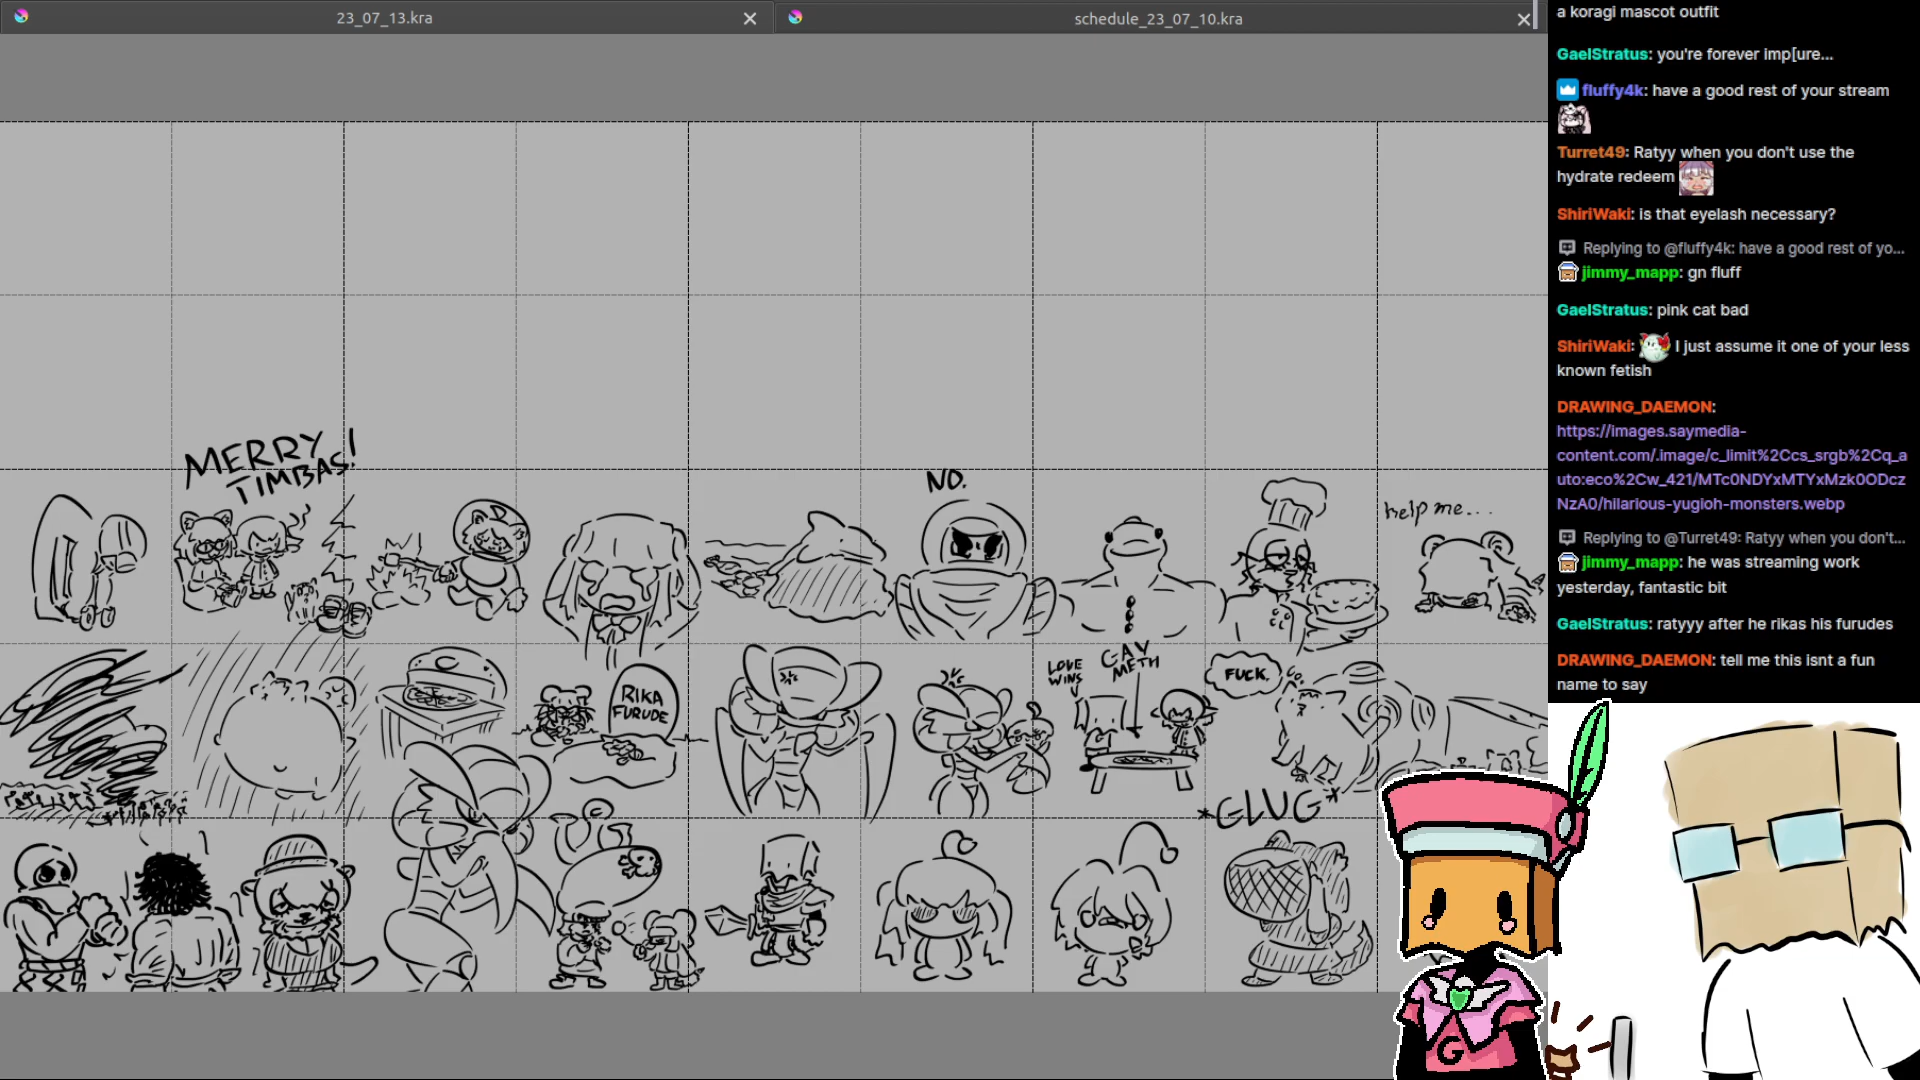 23_07_13.kra
schedule_23_07_10.kra
a koragi mascot outfit
GaelStratus: you're forever imp[ure...
fluffy4k: have a good rest of your stream
Turret49: Ratyy when you don't use the
hydrate redeem
ShiriWaki: is that eyelash necessary?
Replying to @fluffy4k: have a good rest of yo...
jimmy_mapp: gn fluff
GaelStratus: pink cat bad
ShiriWaki: I just assume it one of your less
known fetish
DRAWING_DAEMON:
https://images.saymedia-
content.com/.image/c_limit%2Ccs_srgb%2Cq_a
uto:eco%2Cw_421/MTc0NDYxMTYxMzk0ODcz
NzA0/hilarious-yugioh-monsters.webp
Replying to @Turret49: Ratyy when you don't...
jimmy_mapp: he was streaming work
yesterday, fantastic bit
GaelStratus: ratyyy after he rikas his furudes
DRAWING_DAEMON: tell me this isnt a fun
name to say
MERRY
TIMBAS!
NO.
help me...
RIKA
FURUDE
LOVE
WINS
GAY
METH
FUCK.
*GLUG*
G